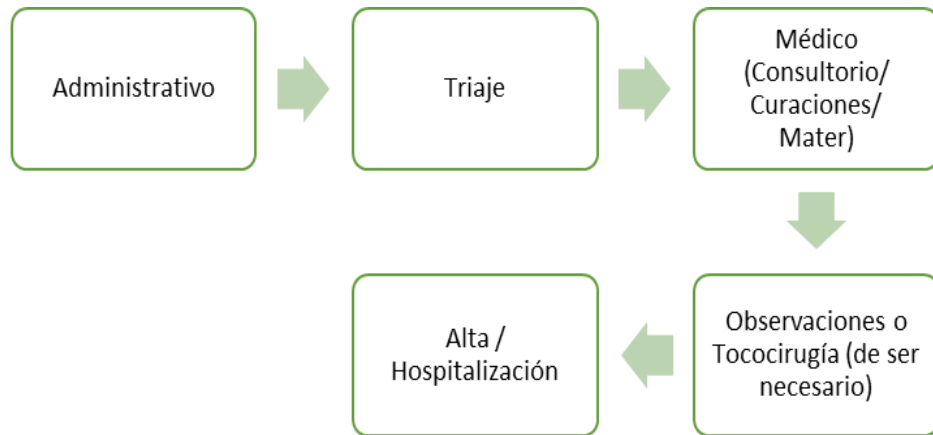 Administrativo
Triaje
Médico
(Consultorio/
Curaciones/
Mater)
Observaciones o
Tococirugía (de ser
necesario)
Alta /
Hospitalización